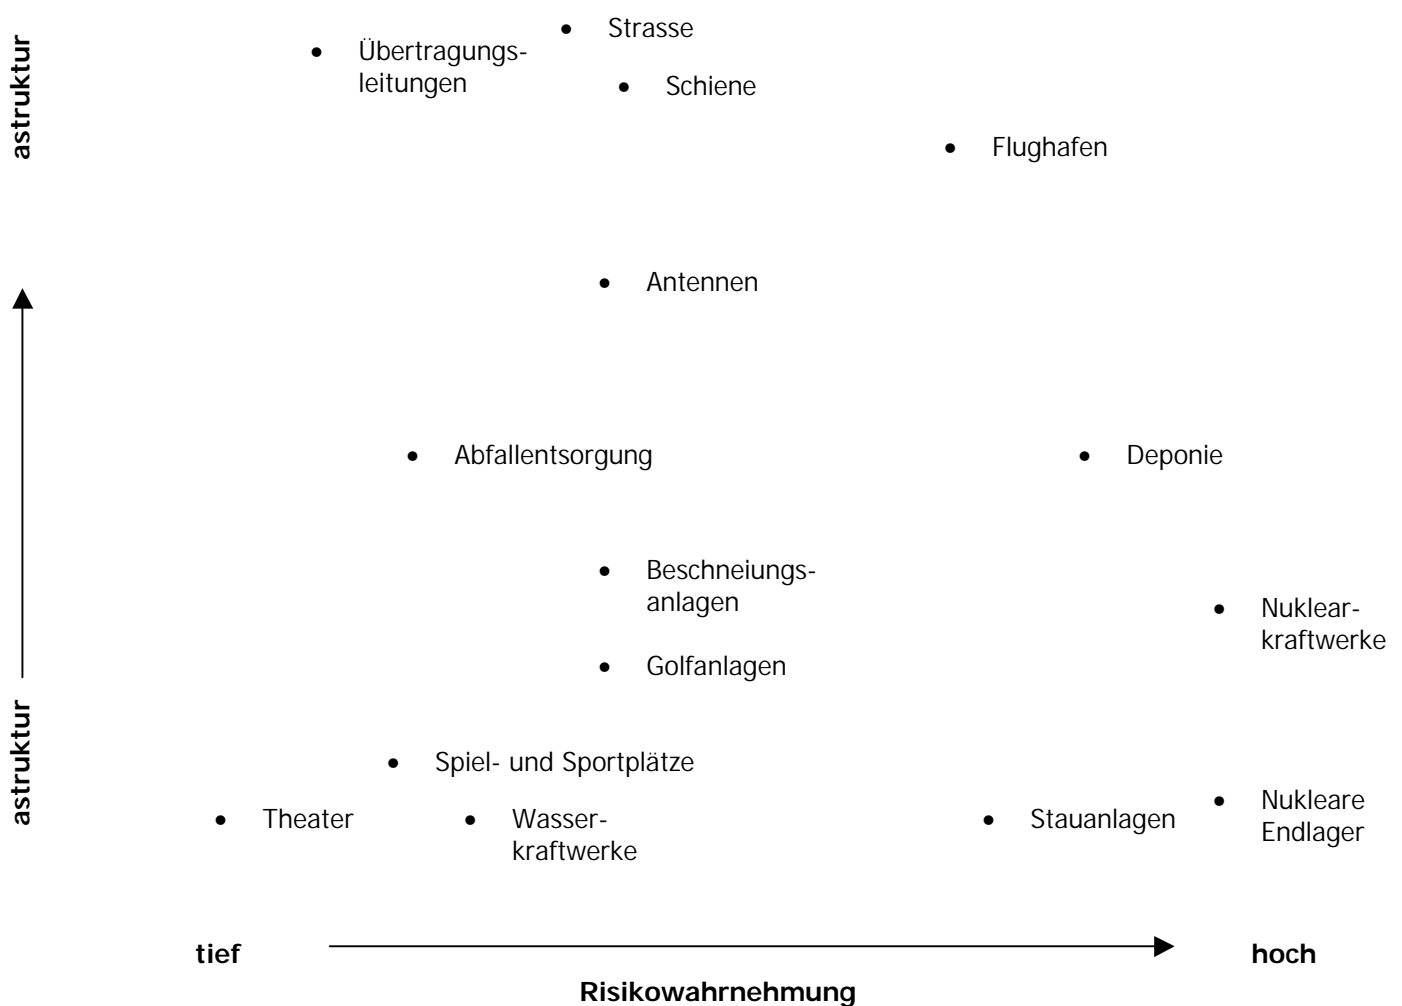 Strasse
Übertragungs-
leitungen
Schiene
astruktur
Flughafen
Antennen
Abfallentsorgung
Deponie
Beschneiungs-
anlagen
Nuklear-
kraftwerke
Golfanlagen
astruktur
Spiel- und Sportplätze
Theater
Wasser-
kraftwerke
Stauanlagen
Nukleare
Endlager
tief
hoch
Risikowahrnehmung